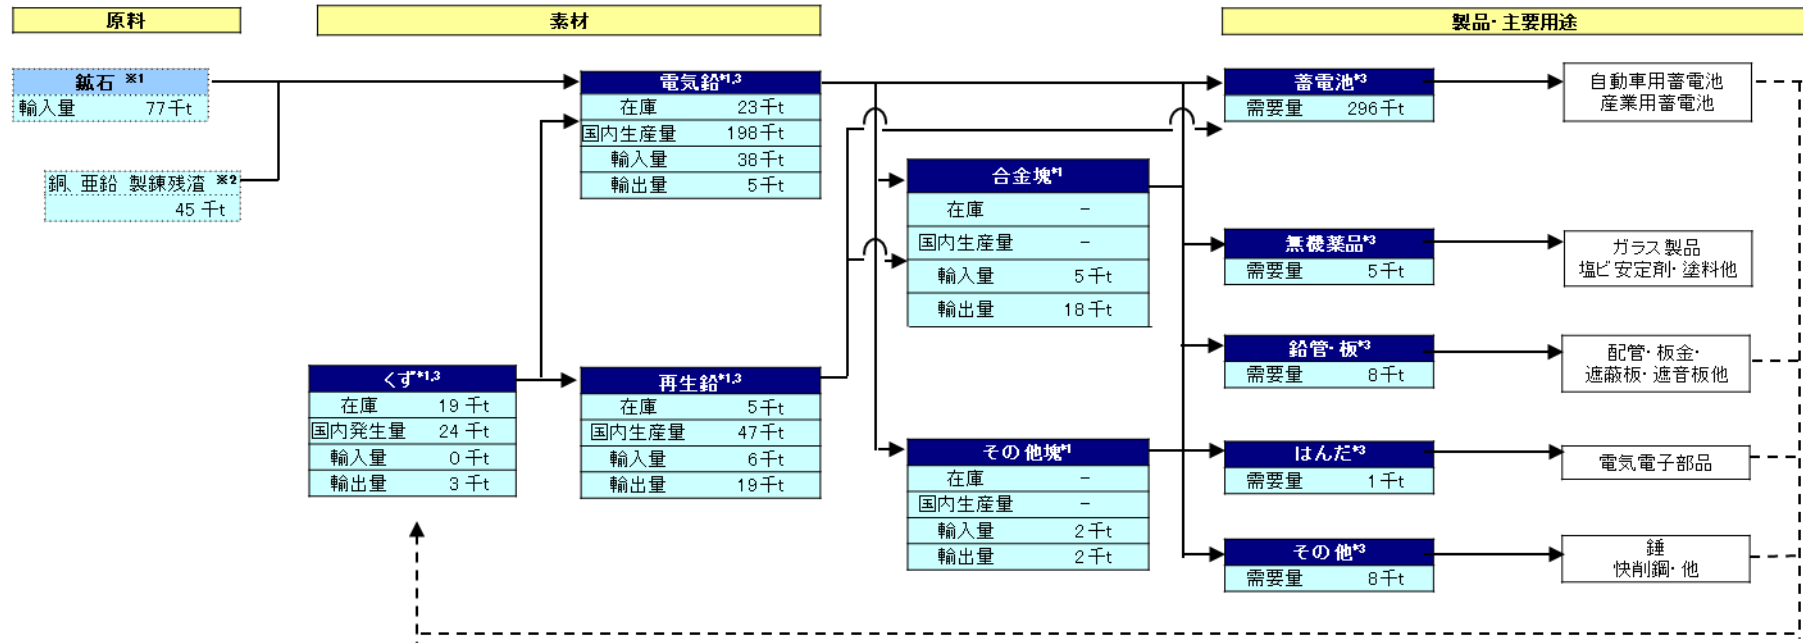 原料
素材
製品・主要用途
鉱石 ※1
輸入量 77千t
銅、亜鉛 製錬残渣 ※2
45 千t
くず*1,3
在庫 19 千t
国内発生量 24 千t
輸入量 0 千t
輸出量 3 千t
電気鉛*1,3
在庫 23千t
国内生産量 198千t
輸入量 38千t
輸出量 5千t
再生鉛*1,3
在庫 5千t
国内生産量 47千t
輸入量 6千t
輸出量 19千t
合金塊*1
在庫 −
国内生産量 −
輸入量 5千t
輸出量 18千t
その他塊*1
在庫 −
国内生産量 −
輸入量 2千t
輸出量 2千t
蓄電池*3
需要量 296千t
無機薬品*3
需要量 5千t
鉛管・板*3
需要量 8千t
はんだ*3
需要量 1千t
その他*3
需要量 8千t
自動車用蓄電池
産業用蓄電池
ガラス製品
塩ビ安定剤・塗料他
配管・板金・
遮蔽板・遮音板他
電気電子部品
錘
快削鋼・他